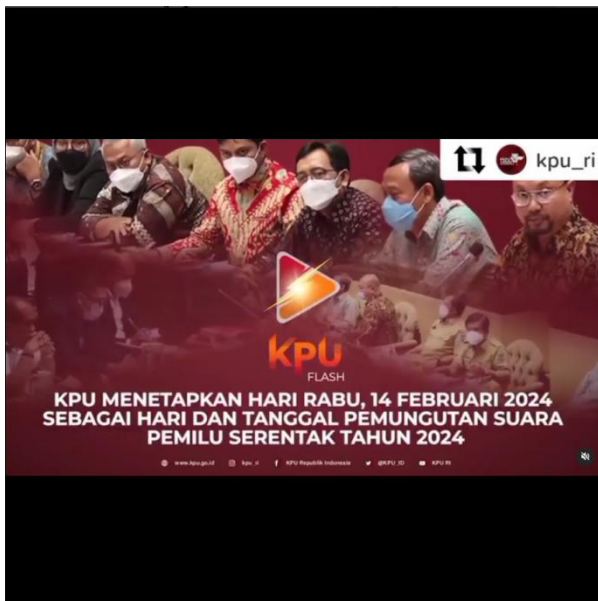 kpu_ri
KPU
FLASH
KPU MENETAPKAN HARI RABU, 14 FEBRUARI 2024
SEBAGAI HARI DAN TANGGAL PEMUNGUTAN SUARA
PEMILU SERENTAK TAHUN 2024
www.kpu.go.id kpu_ri KPU Republik Indonesia @KPU_ID KPU RI